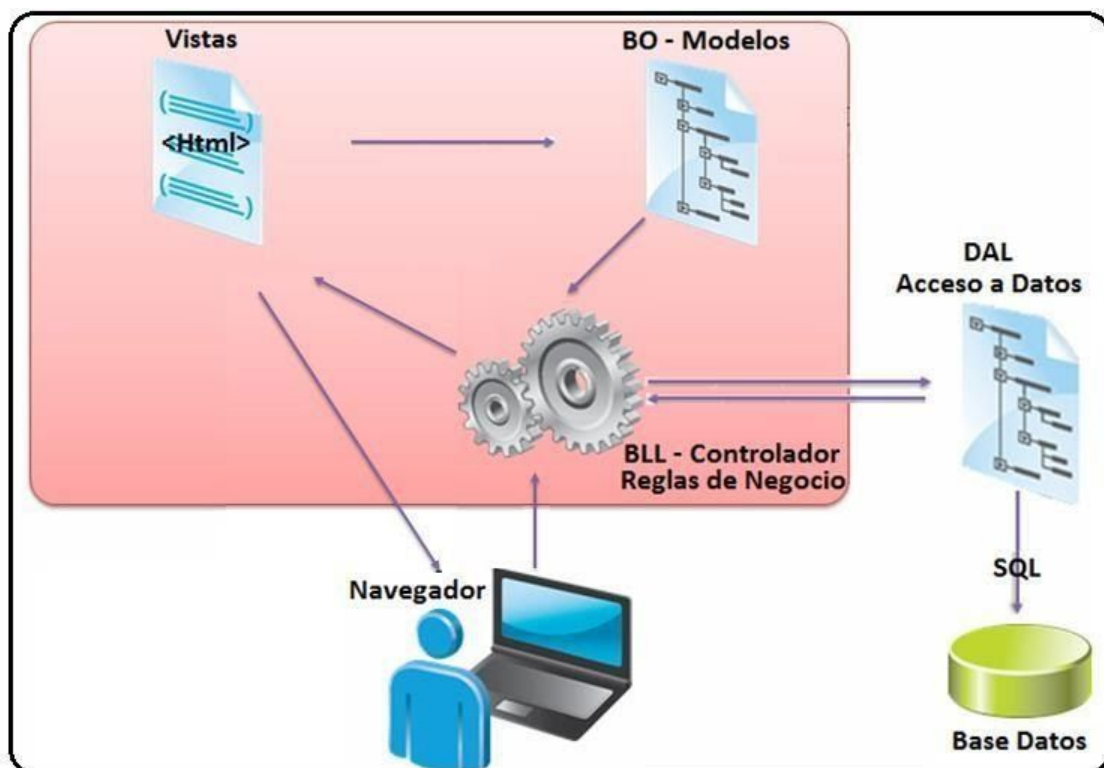 Vistas
BO - Modelos
<Html>
DAL
Acceso a Datos
BLL - Controlador
Reglas de Negocio
Navegador
SQL
Base Datos